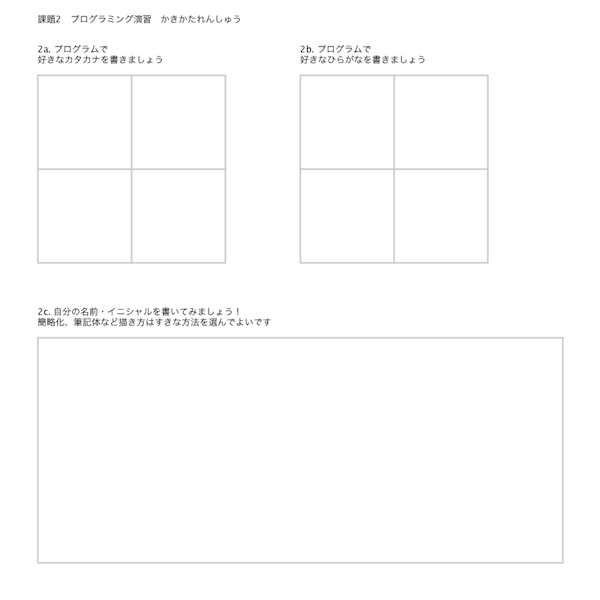 課題2　プログラミング演習　かきかたれんしゅう
2a. プログラムで
好きなカタカナを書きましょう
2b. プログラムで
好きなひらがなを書きましょう
2c. 自分の名前・イニシャルを書いてみましょう！
簡略化、筆記体など描き方はすきな方法を選んでよいです